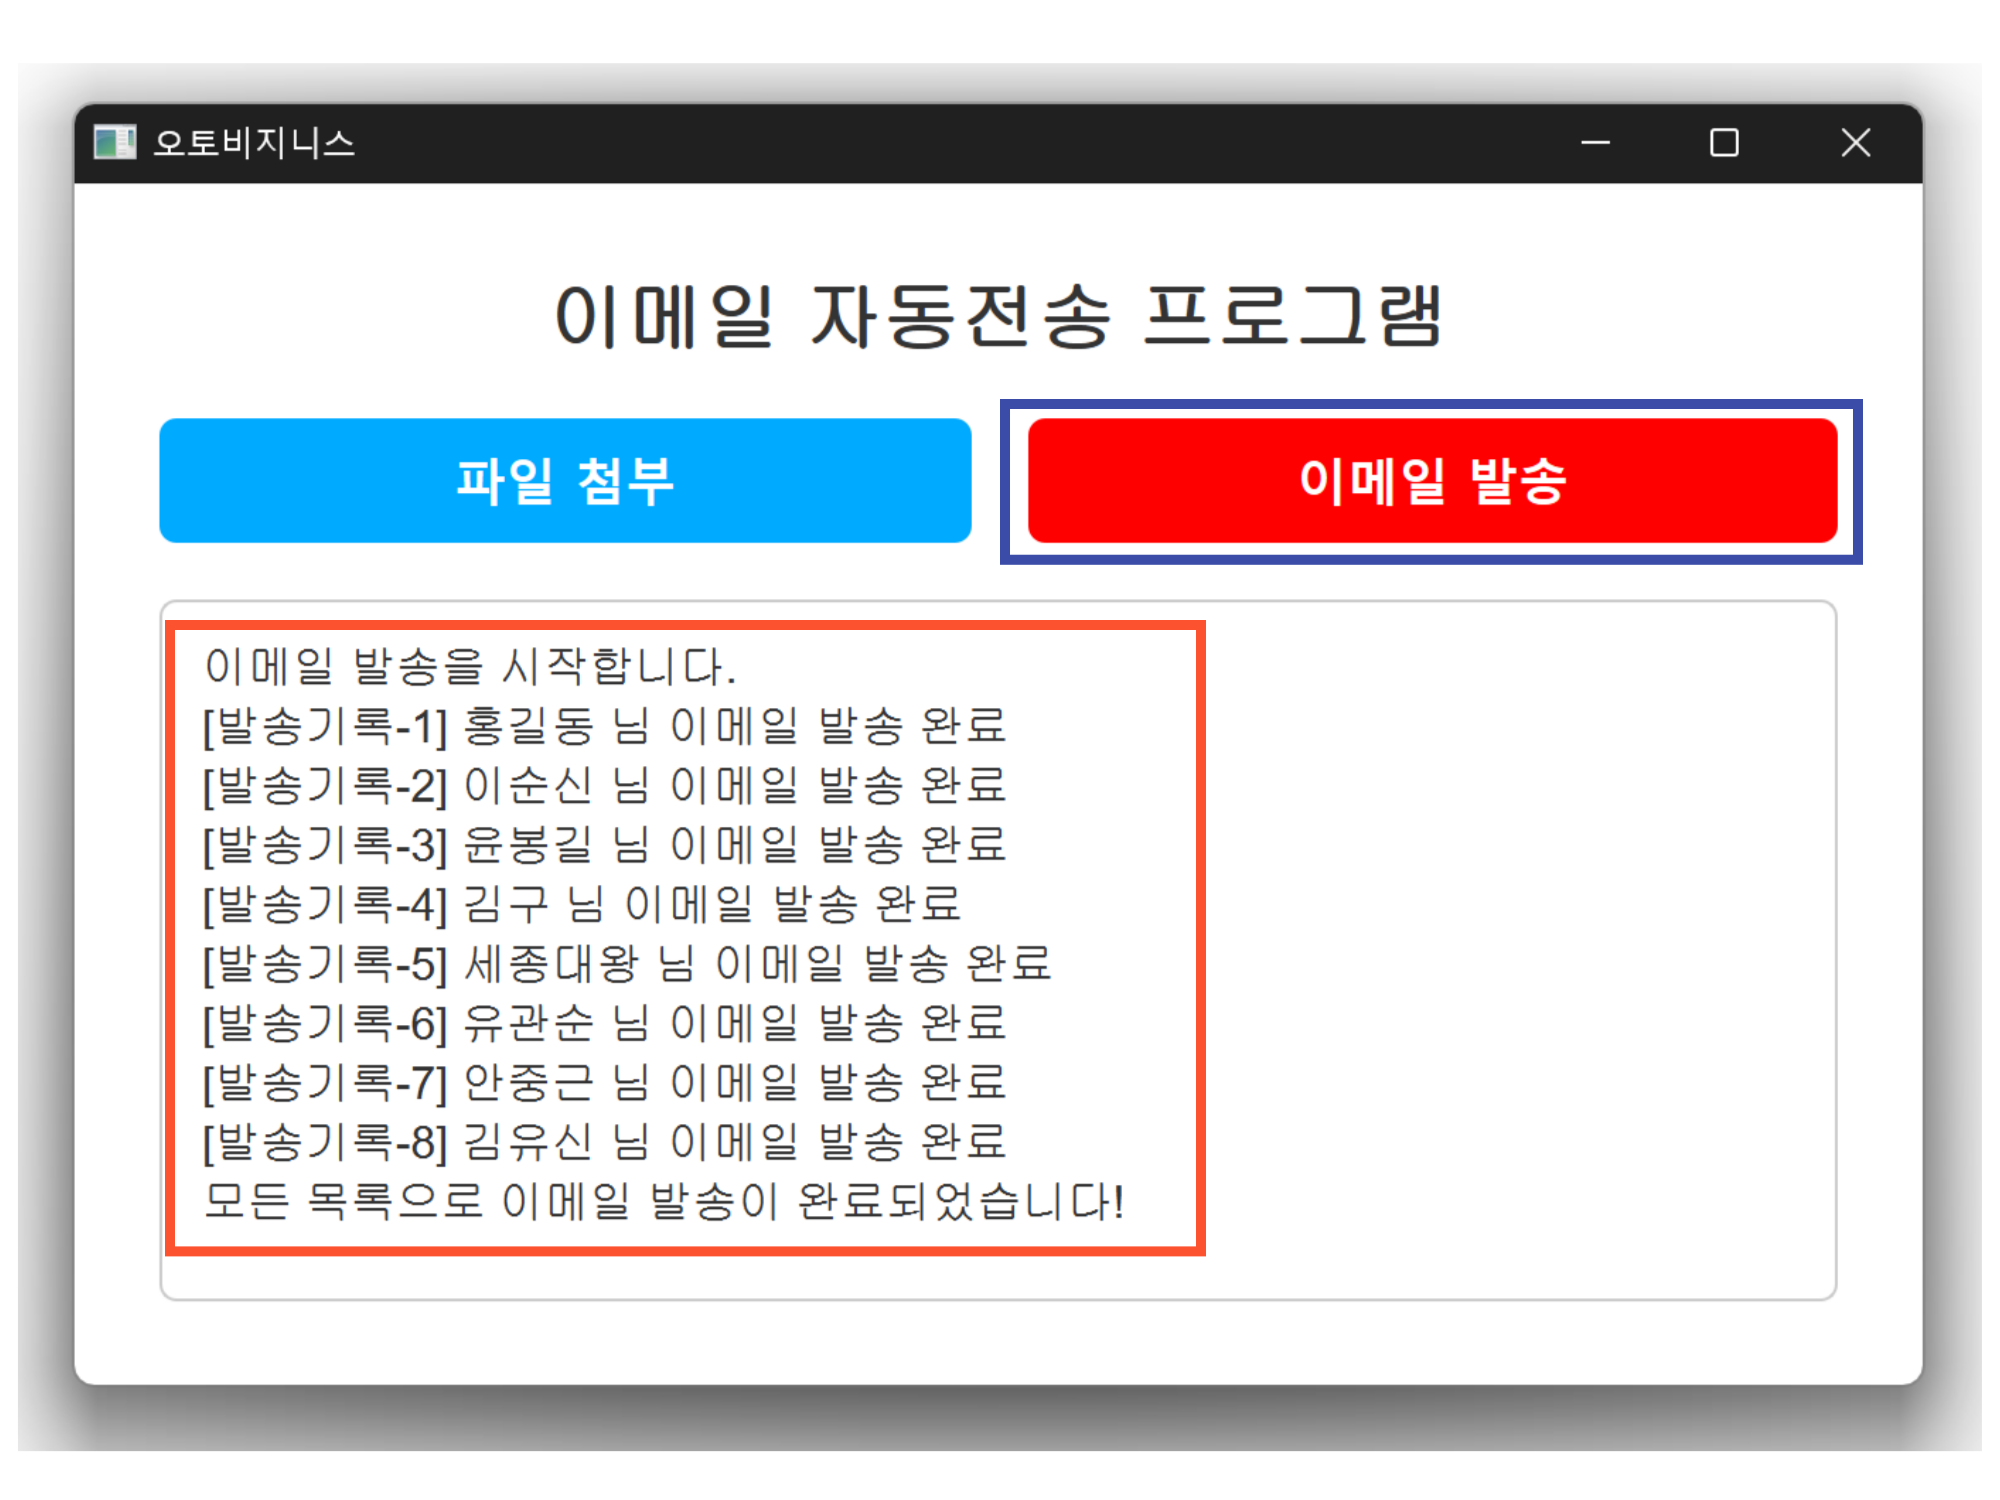 오토비지니스
이메일 자동전송 프로그램
파일 첨부
이메일 발송
이메일 발송을 시작합니다.
[발송기록-1] 홍길동 님 이메일 발송 완료
[발송기록-2] 이순신 님 이메일 발송 완료
[발송기록-3] 윤봉길 님 이메일 발송 완료
[발송기록-4] 김구 님 이메일 발송 완료
[발송기록-5] 세종대왕 님 이메일 발송 완료
[발송기록-6] 유관순 님 이메일 발송 완료
[발송기록-7] 안중근 님 이메일 발송 완료
[발송기록-8] 김유신 님 이메일 발송 완료
모든 목록으로 이메일 발송이 완료되었습니다!